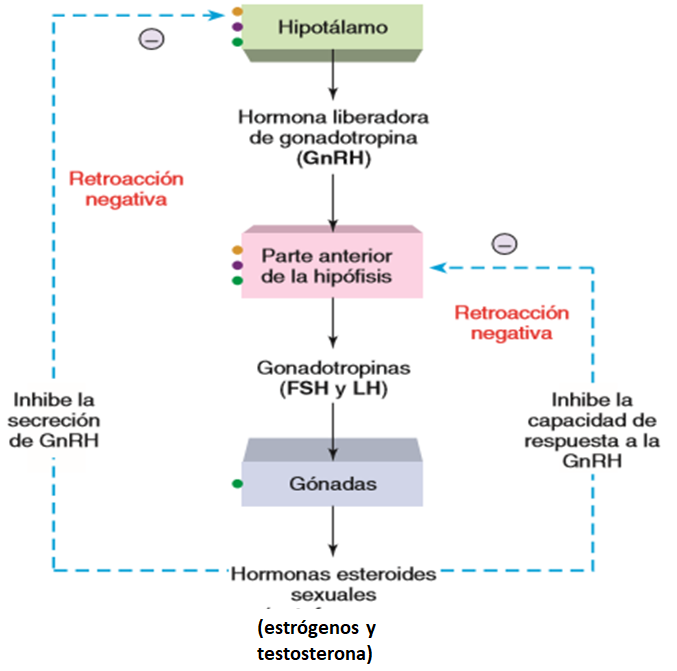 Hipotálamo
−
Hormona liberadora
de gonadotropina
(GnRH)
Retroacción
negativa
−
Parte anterior
de la hipófisis
Retroacción
negativa
Gonadotropinas
(FSH y LH)
Inhibe la
secreción
de GnRH
Inhibe la
capacidad de
respuesta a la
GnRH
Gónadas
Hormonas esteroides
sexuales
(estrógenos y
testosterona)